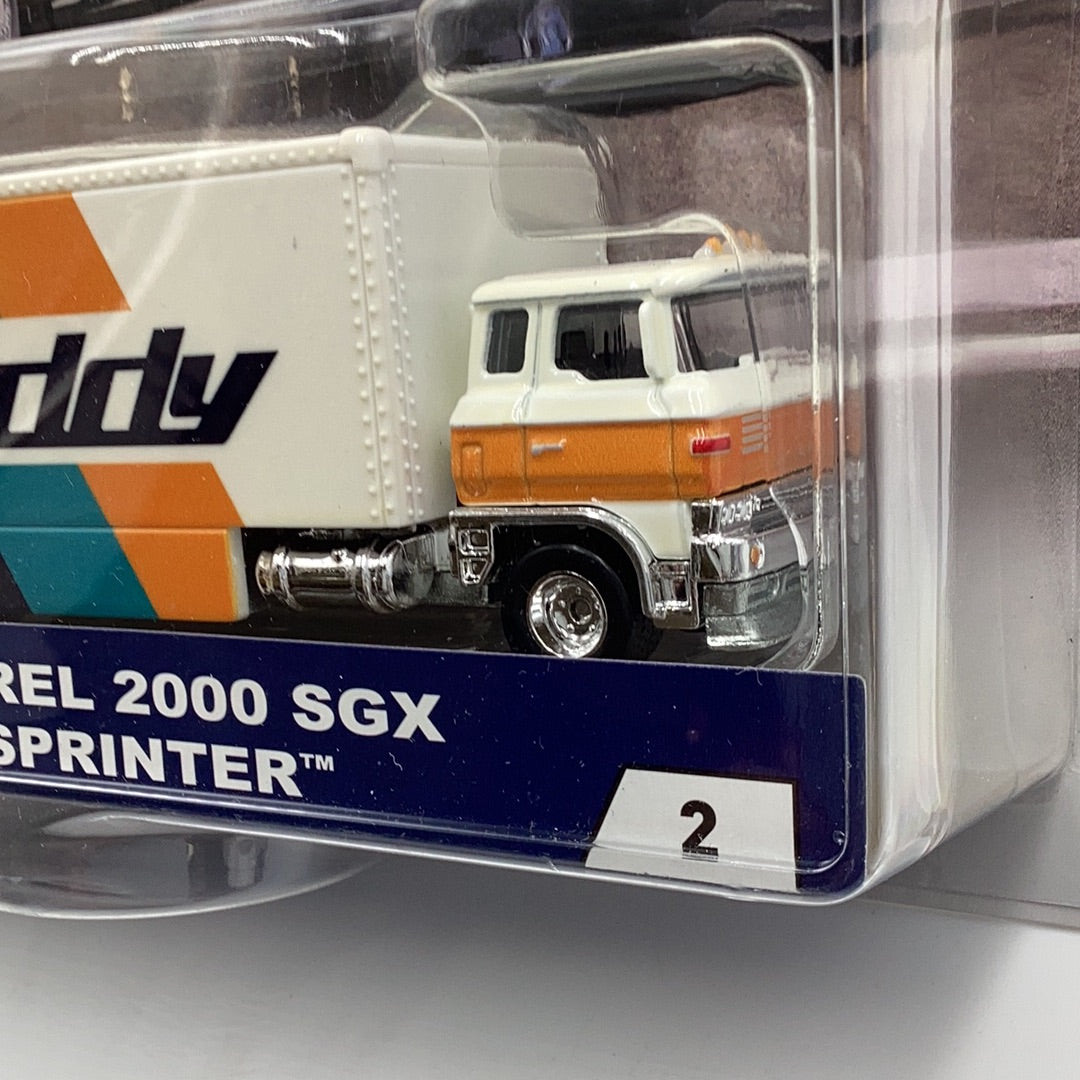 ddy
REL 2000 SGX
SPRINTER™
2